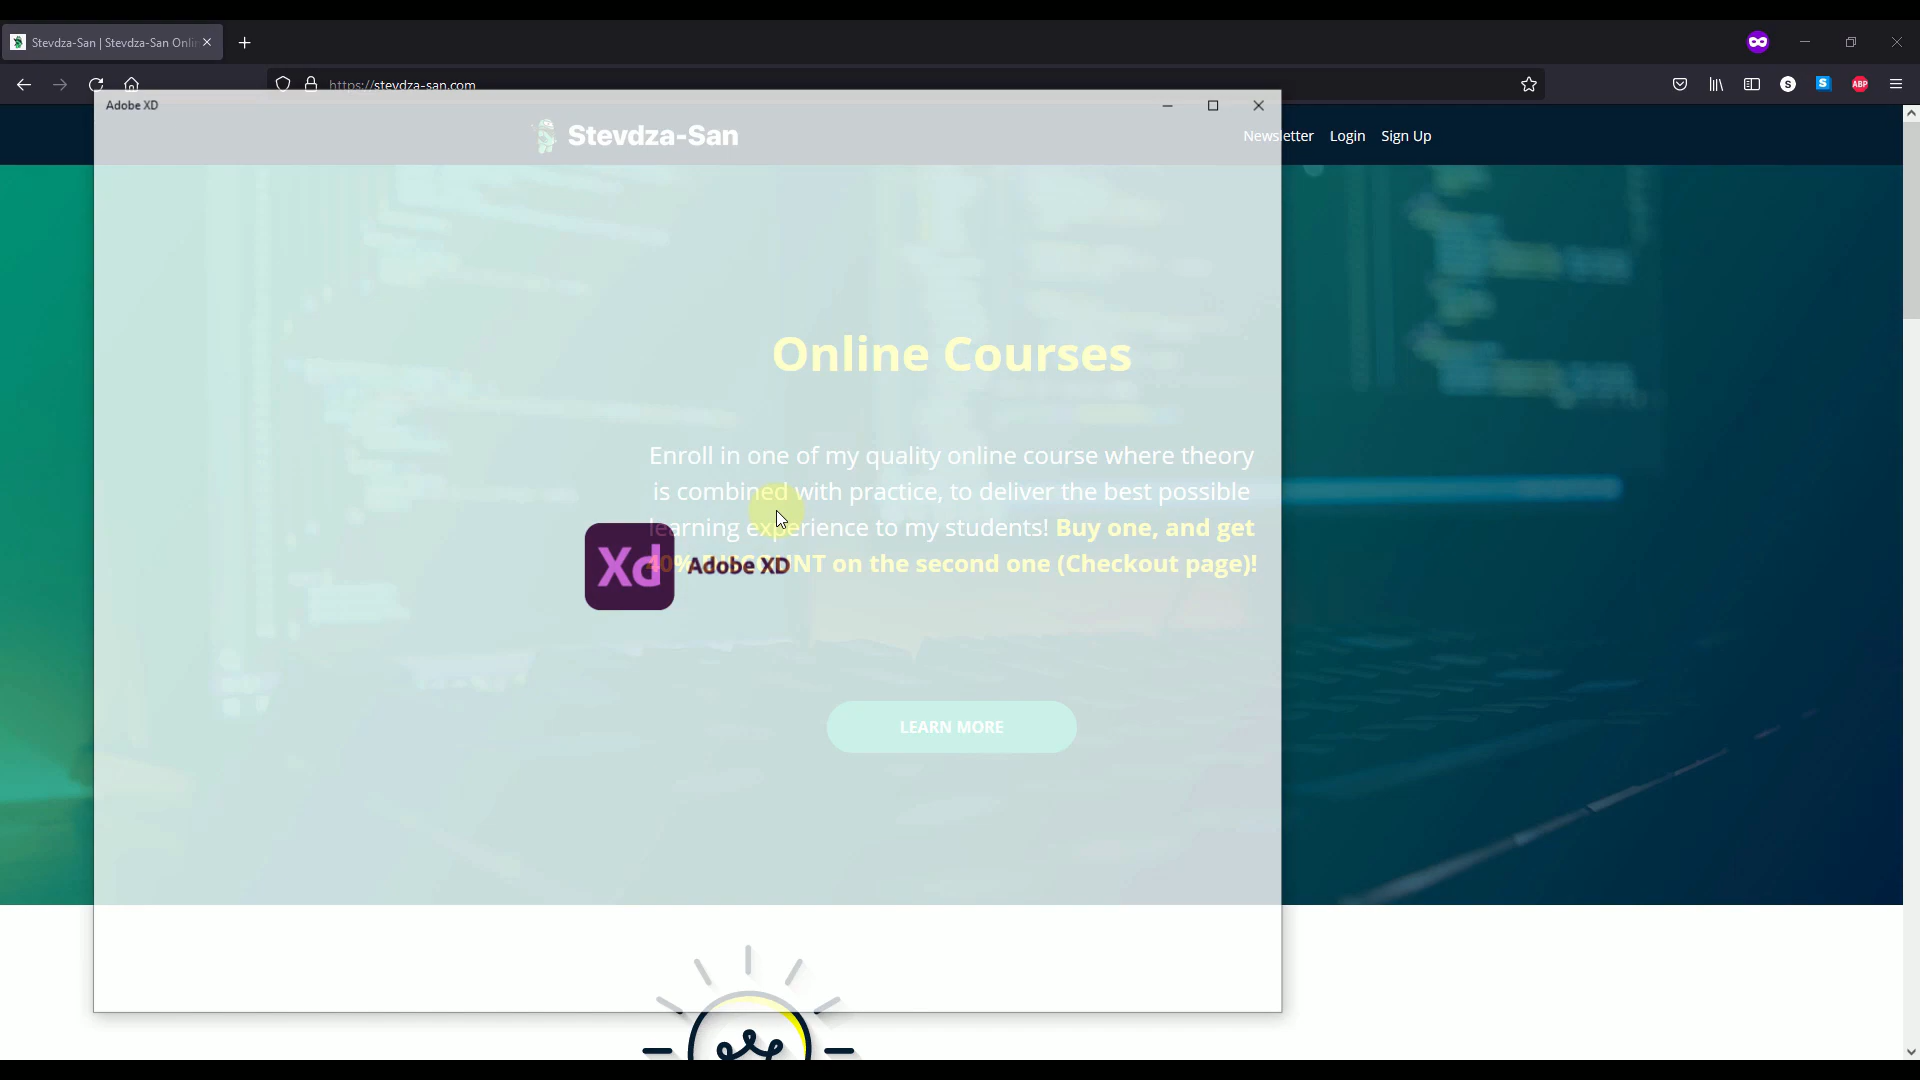 Stevdza-San | Stevdza-San Onli
S
S
ABP
https://stevdza-san.com
Adobe XD
Stevdza-San
Newsletter Login Sign Up
Online Courses
Enroll in one of my quality online course where theory
is combined with practice, to deliver the best possible
learning experience to my students! Buy one, and get
40% DISCOUNT on the second one (Checkout page)!
Xd Adobe XD
LEARN MORE